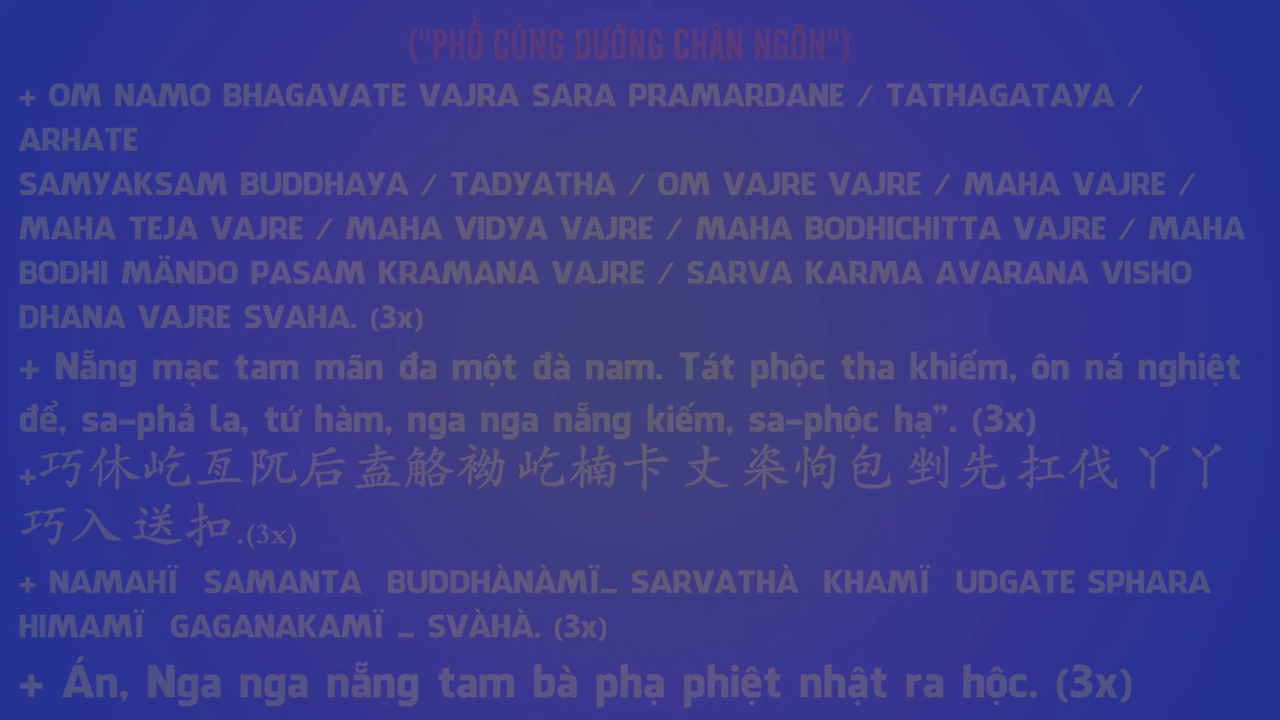 ("PHỔ CÚNG DƯỜNG CHÂN NGÔN")
+ OM NAMO BHAGAVATE VAJRA SARA PRAMARDANE / TATHAGATAYA /
ARHATE
SAMYAKSAM BUDDHAYA / TADYATHA / OM VAJRE VAJRE / MAHA VAJRE /
MAHA TEJA VAJRE / MAHA VIDYA VAJRE / MAHA BODHICHITTA VAJRE / MAHA
BODHI MÄNDO PASAM KRAMANA VAJRE / SARVA KARMA AVARANA VISHO
DHANA VAJRE SVAHA. (3x)
+ Nẵng mạc tam mãn đa một đà nam. Tát phộc tha khiếm, ôn ná nghiệt
để, sa-phả la, tứ hàm, nga nga nẵng kiếm, sa-phộc hạ”. (3x)
+巧休屹亙阬后盍觡袎屹楠卡丈栥怐包剉先扛伐丫丫
巧入送扣.(3x)
+ NAMAHÏ SAMANTA BUDDHÀNÀMÏ_ SARVATHÀ KHAMÏ UDGATE SPHARA
HIMAMÏ GAGANAKAMÏ _ SVÀHÀ. (3x)
+ Án, Nga nga nẵng tam bà phạ phiệt nhật ra hộc. (3x)